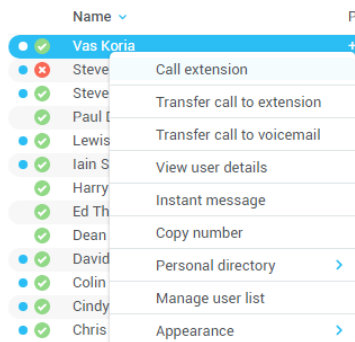 Name
Vas Koria
Steve
Call extension
Steve
Transfer call to extension
Paul
Lewis
Transfer call to voicemail
Iain S
View user details
Harry
Instant message
Ed Th
Dean
Copy number
David
Personal directory
Colin
Cindy
Manage user list
Chris
Appearance